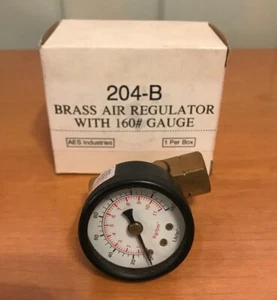 204-B
BRASS AIR REGULATOR
WITH 160# GAUGE
AES Industries
1 Per Box